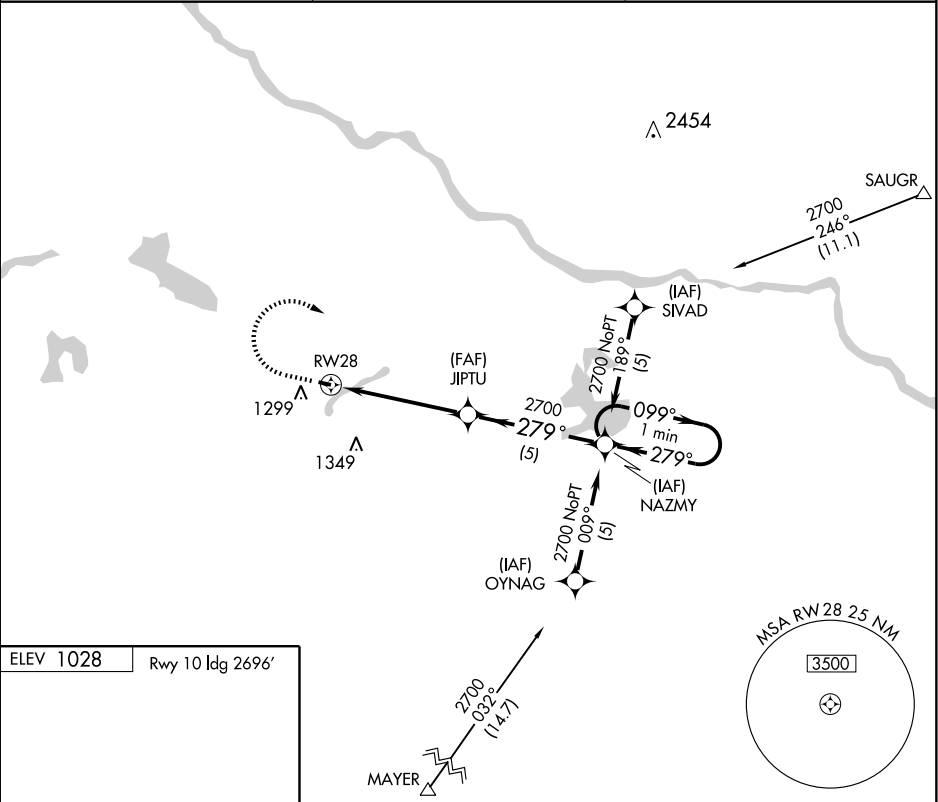 2454
SAUGR
2700
246°
(11.1)
(IAF)
SIVAD
2700 NoPT
189°
(5)
RW28
(FAF)
JIPTU
1299
1349
2700
279°
(5)
099°
1 min
279°
(IAF)
NAZMY
2700 NoPT
009°
(5)
(IAF)
OYNAG
MSA RW28 25 NM
3500
ELEV 1028
Rwy 10 ldg 2696'
2700
032°
(14.7)
MAYER